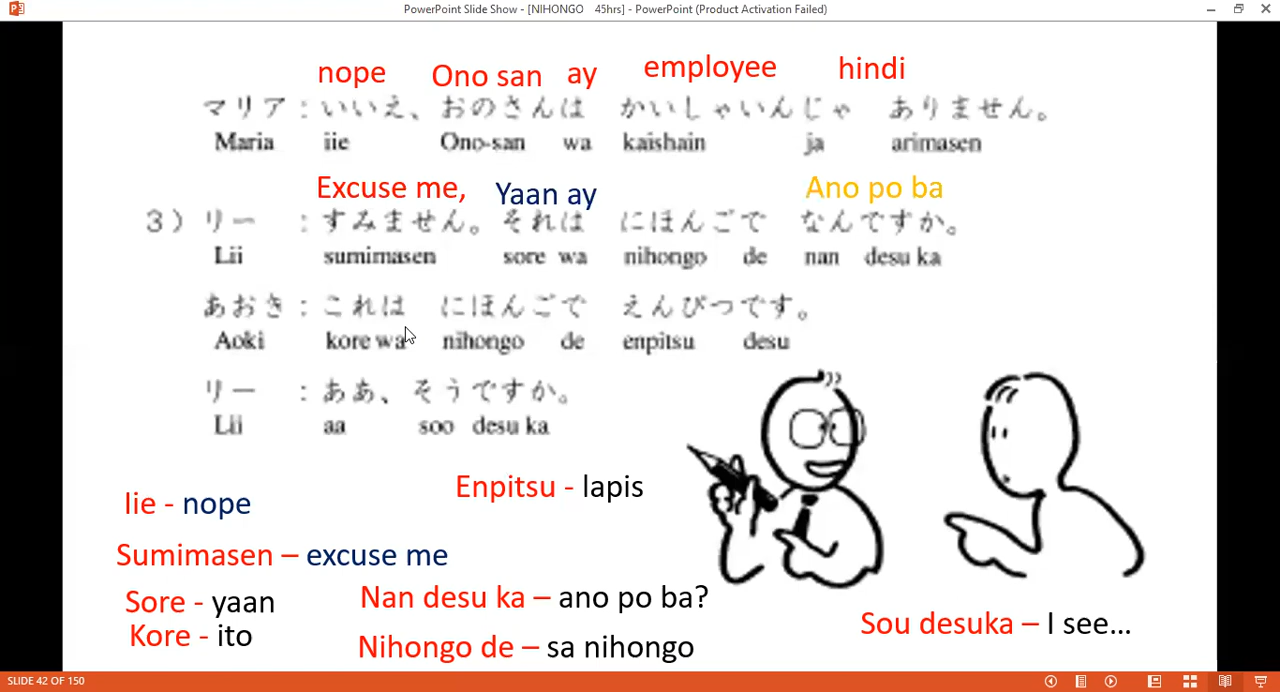 PowerPoint Slide Show - [NIHONGO 45hrs] - PowerPoint (Product Activation Failed)
nope Ono san ay employee hindi
マリア：いいえ、おのさんは かいしゃいんじゃ ありません。
Maria iie Ono-san wa kaishain ja arimasen
Excuse me, Yaan ay Ano po ba
３）リー ：すみません。それは にほんごで なんですか。
Lii sumimasen sore wa nihongo de nan desu ka
あおき：これは にほんごで えんぴつです。
Aoki kore wa nihongo de enpitsu desu
リー ：ああ、そうですか。
Lii aa soo desu ka
Iie - nope
Enpitsu - lapis
Sumimasen – excuse me
Sore - yaan
Kore - ito
Nan desu ka – ano po ba?
Nihongo de – sa nihongo
Sou desuka – I see...
SLIDE 42 OF 150